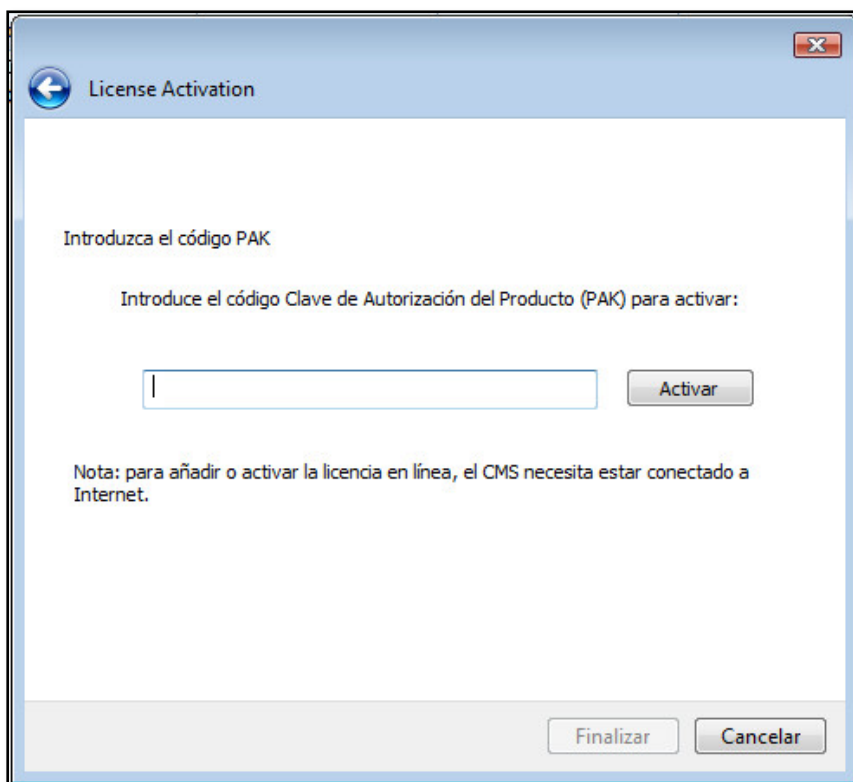 License Activation
Introduzca el código PAK
Introduce el código Clave de Autorización del Producto (PAK) para activar:
Activar
Nota: para añadir o activar la licencia en línea, el CMS necesita estar conectado a
Internet.
Finalizar
Cancelar